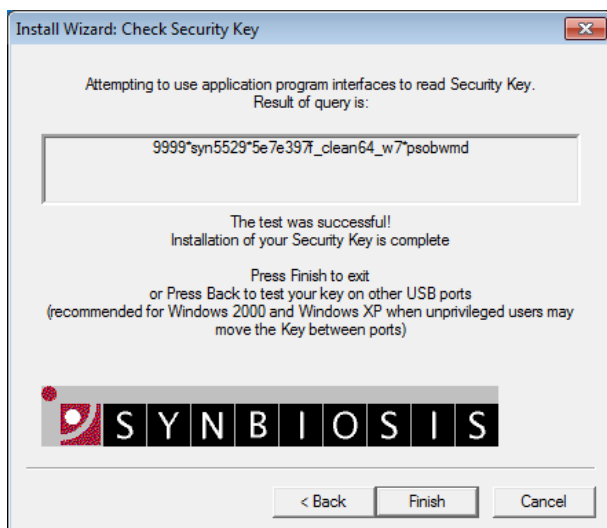 Install Wizard: Check Security Key
Attempting to use application program interfaces to read Security Key.
Result of query is:
9999*syn5529*5e7e397f_clean64_w7*psobwmd
The test was successful!
Installation of your Security Key is complete
Press Finish to exit
or Press Back to test your key on other USB ports
(recommended for Windows 2000 and Windows XP when unprivileged users may
move the Key between ports)
SYNBIOSIS
< Back Finish Cancel